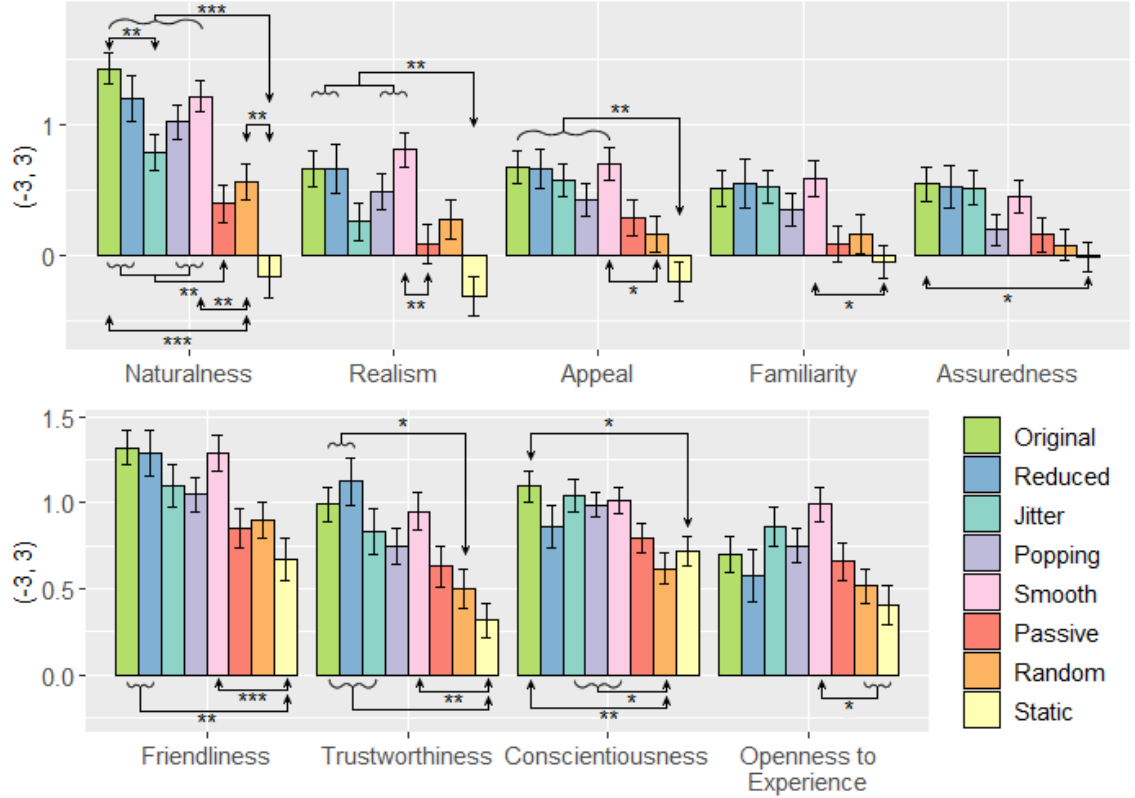 ***
**
**
**
**
1
**
(-3, 3)
0
**
**
**
*
*
*
***
Naturalness Realism Appeal Familiarity Assuredness
1.5
*
*
Original
Reduced
1.0
Jitter
(-3, 3)
Popping
0.5
Smooth
Passive
0.0
Random
***
**
*
*
**
**
Static
Friendliness Trustworthiness Conscientiousness Openness to
Experience